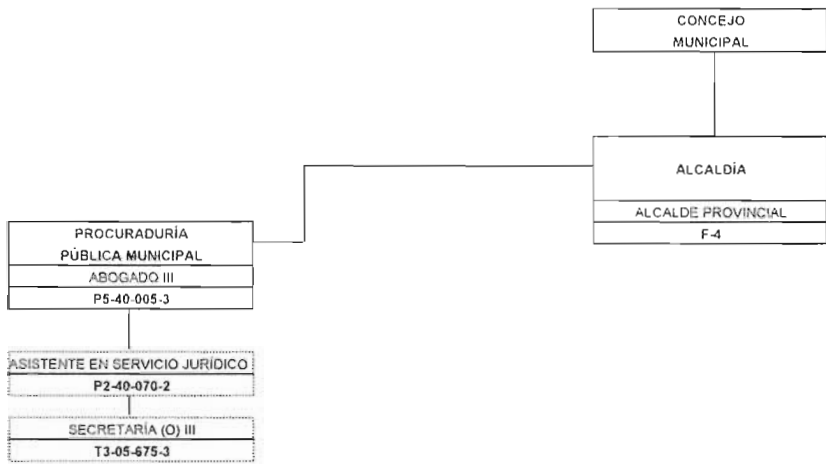 CONCEJO
MUNICIPAL
ALCALDÍA
ALCALDE PROVINCIAL
F-4
PROCURADURÍA
PÚBLICA MUNICIPAL
ABOGADO III
P5-40-005-3
ASISTENTE EN SERVICIO JURÍDICO
P2-40-070-2
SECRETARÍA (O) III
T3-05-675-3